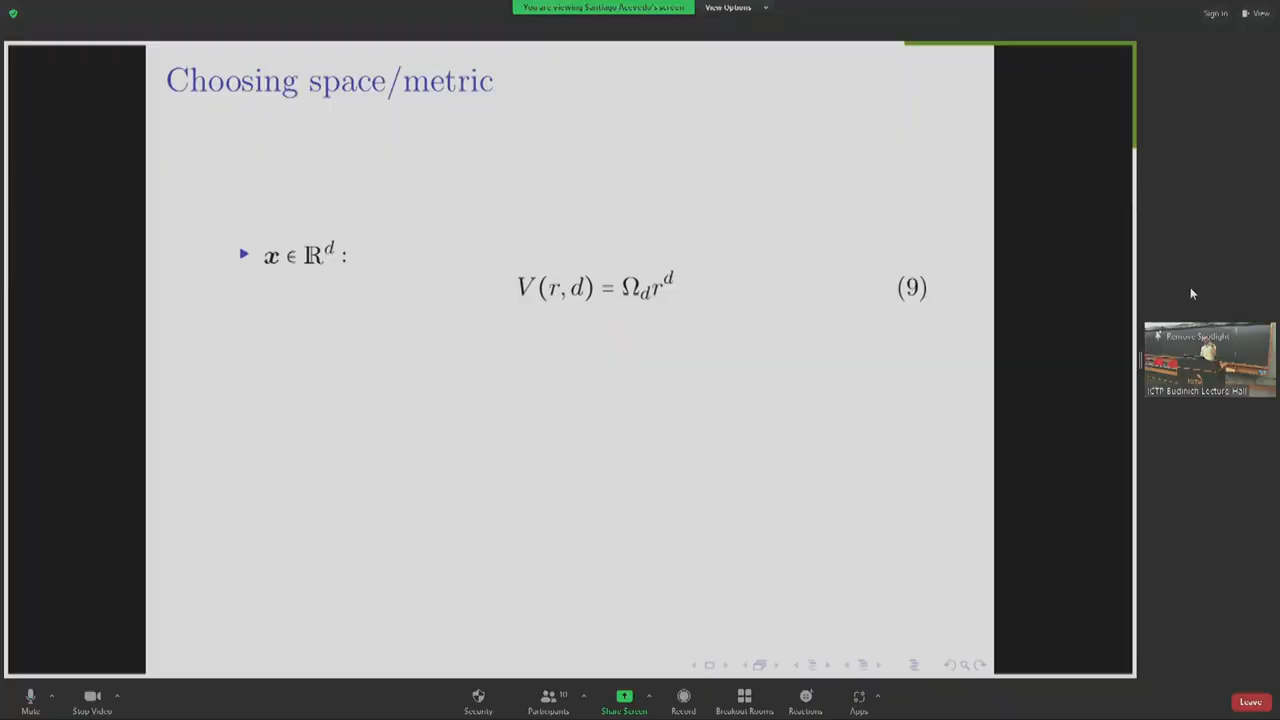 You are viewing Santiago Acevedo's screen
View Options
Sign in
View
Choosing space/metric
x ∈ ℝ^d :
V(r, d) = Ω_d r^d (9)
Remove Spotlight
ICTP Budinich Lecture Hall
Mute
Stop Video
Security
Participants
10
Share Screen
Record
Breakout Rooms
Reactions
Apps
Leave